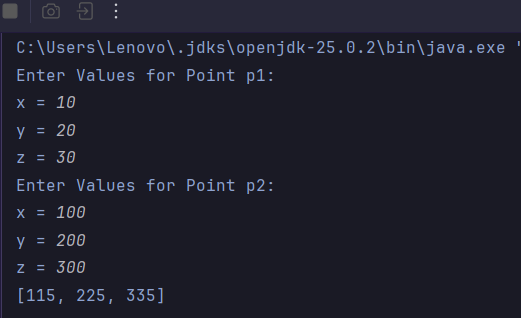 C:\Users\Lenovo\.jdks\openjdk-25.0.2\bin\java.exe "
Enter Values for Point p1:
x = 10
y = 20
z = 30
Enter Values for Point p2:
x = 100
y = 200
z = 300
[115, 225, 335]